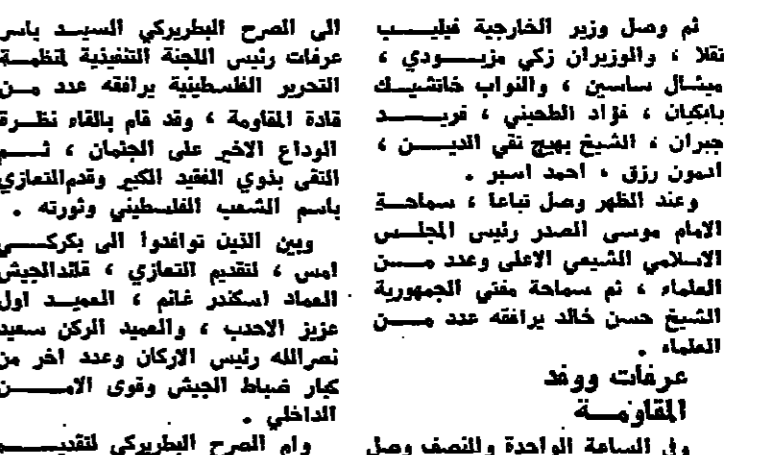 ثم وصل وزير الخارجية فيليب
تقلا ، والوزيران زكي مزبودي ،
ميشال ساسين ، والنواب خاتشيك
بابكيان ، فؤاد الطحيني ، فريد
جبران ، الشيخ بهيج تقي الدين ،
ادمون رزق ، احمد اسبر .
وعند الظهر وصل تباعا ، سماحة
الامام موسى الصدر رئيس المجلس
الاسلامي الشيعي الاعلى وعدد من
العلماء ، ثم سماحة مفتي الجمهورية
الشيخ حسن خالد يرافقه عدد من
العلماء .
عرفات ووفد
المقاومة
وفي الساعة الواحدة والنصف وصل
الى الصرح البطريركي السيد ياسر
عرفات رئيس اللجنة التنفيذية لمنظمة
التحرير الفلسطينية يرافقه عدد من
قادة المقاومة ، وقد قام بالقاء نظرة
الوداع الاخير على الجثمان ، ثم
التقى بذوي الفقيد الكبير وقدم التعازي
باسم الشعب الفلسطيني وثورته .
وبين الذين توافدوا الى بكركي
امس ، لتقديم التعازي ، قائد الجيش
العماد اسكندر غانم ، العميد اول
عزيز الاحدب ، والعميد الركن سعيد
نصرالله رئيس الاركان وعدد اخر من
كبار ضباط الجيش وقوى الامن
الداخلي .
وام الصرح البطريركي لتقديم